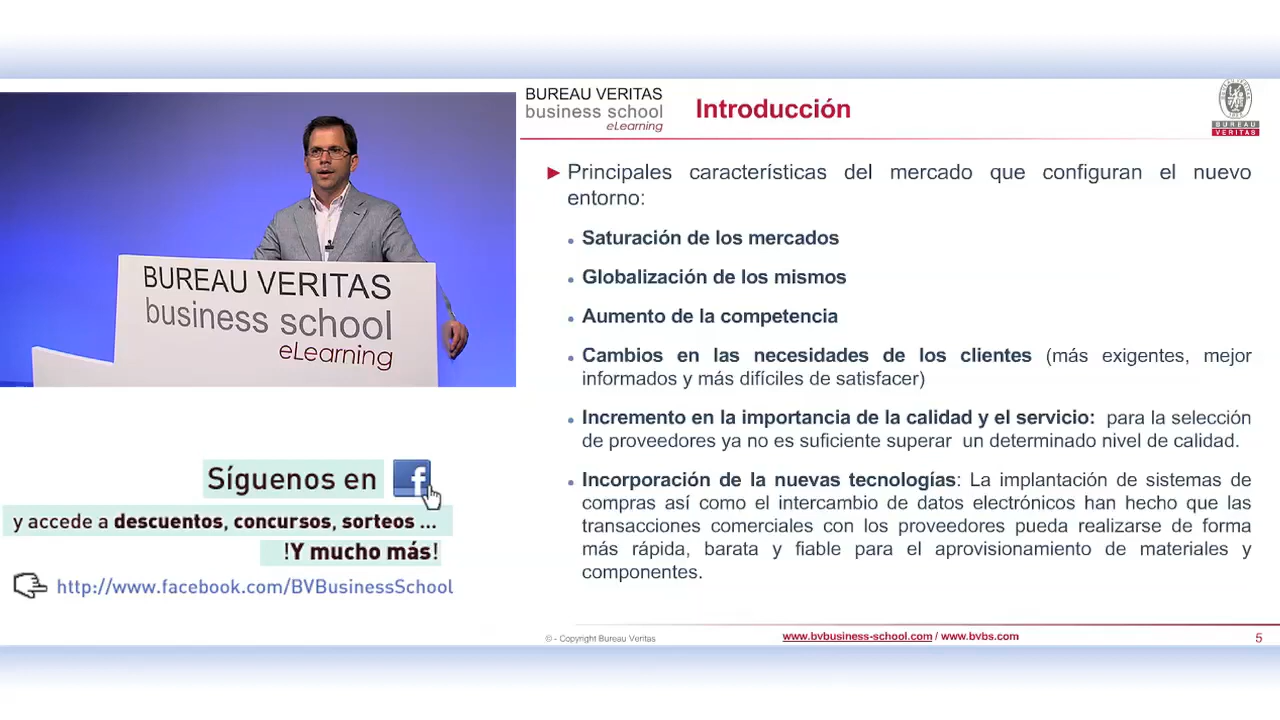 BUREAU VERITAS
business school
eLearning
Introducción
BUREAU
VERITAS
► Principales características del mercado que configuran el nuevo
entorno:
• Saturación de los mercados
• Globalización de los mismos
• Aumento de la competencia
• Cambios en las necesidades de los clientes (más exigentes, mejor
informados y más difíciles de satisfacer)
• Incremento en la importancia de la calidad y el servicio: para la selección
de proveedores ya no es suficiente superar un determinado nivel de calidad.
• Incorporación de la nuevas tecnologías: La implantación de sistemas de
compras así como el intercambio de datos electrónicos han hecho que las
transacciones comerciales con los proveedores pueda realizarse de forma
más rápida, barata y fiable para el aprovisionamiento de materiales y
componentes.
BUREAU VERITAS
business school
eLearning
Síguenos en f
y accede a descuentos, concursos, sorteos ...
!Y mucho más!
http://www.facebook.com/BVBusinessSchool
© - Copyright Bureau Veritas
www.bvbusiness-school.com / www.bvbs.com
5